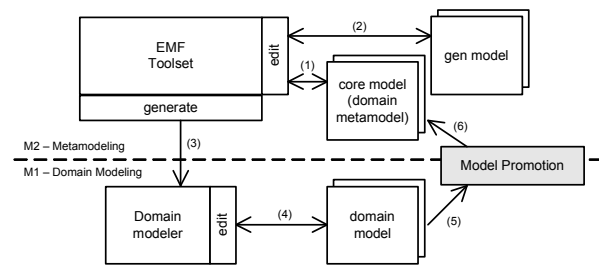 (2)
EMF
Toolset
edit
gen model
(1)
core model
(domain
metamodel)
generate
(3)
(6)
M2 – Metamodeling
M1 – Domain Modeling
Model Promotion
Domain
modeler
edit
(4)
domain
model
(5)